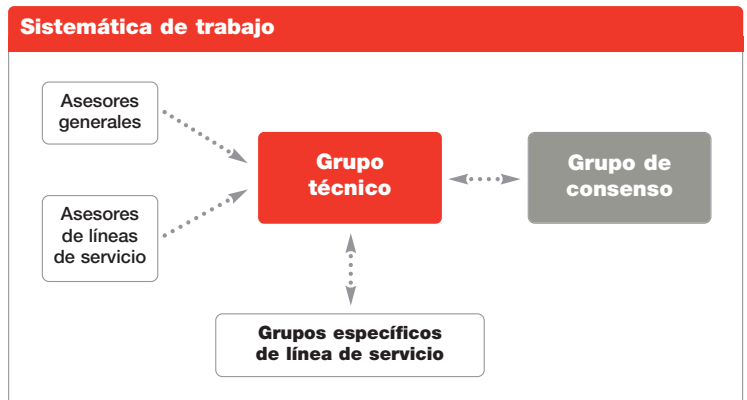 Sistemática de trabajo
Asesores
generales
Grupo
técnico
Grupo de
consenso
Asesores
de líneas
de servicio
Grupos específicos
de línea de servicio